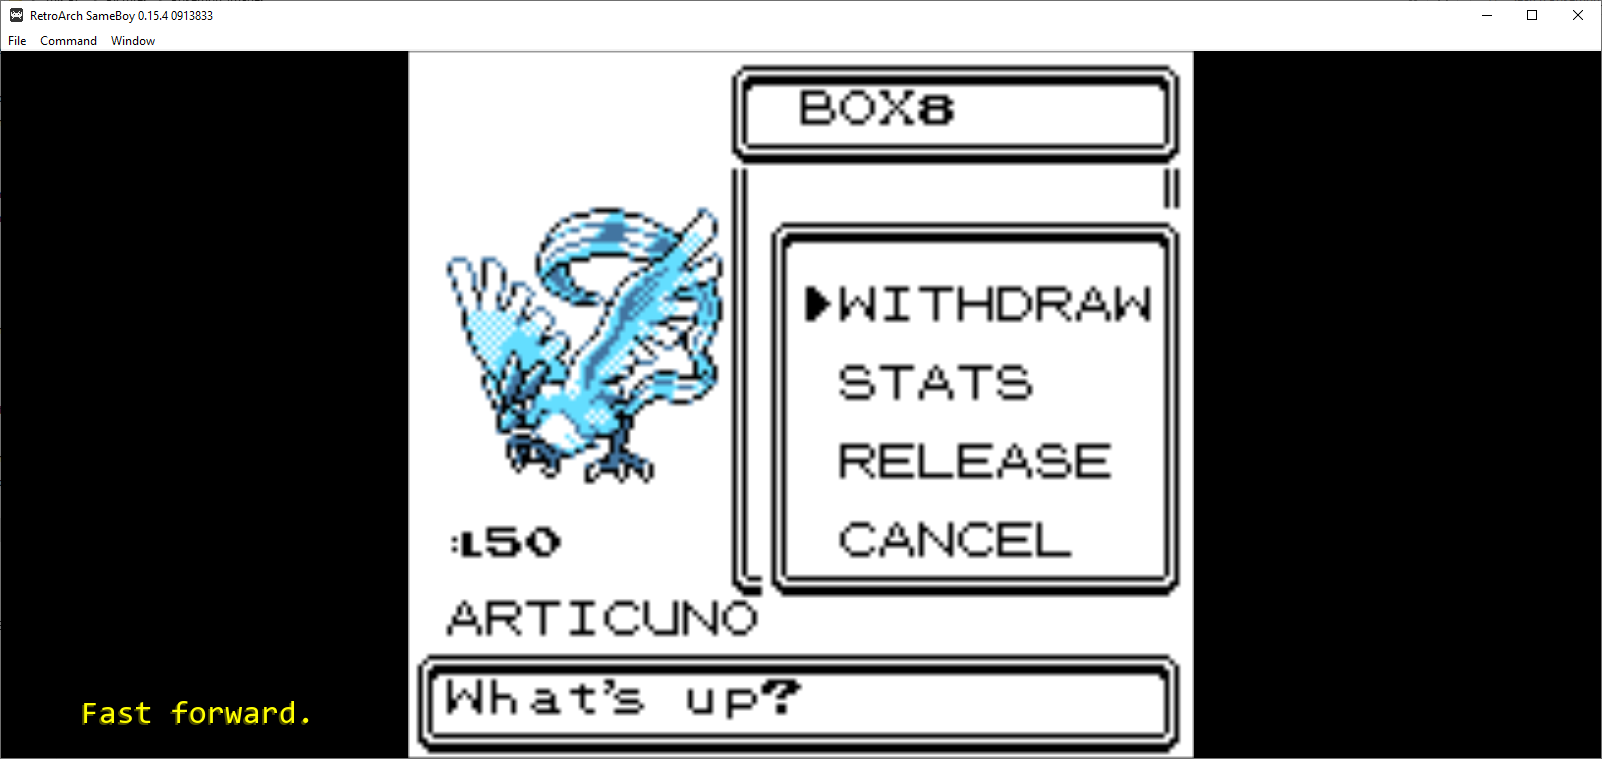 RetroArch SameBoy 0.15.4 0913833
File Command Window
BOX8
▶WITHDRAW
STATS
RELEASE
CANCEL
:L50
ARTICUNO
What's up?
Fast forward.